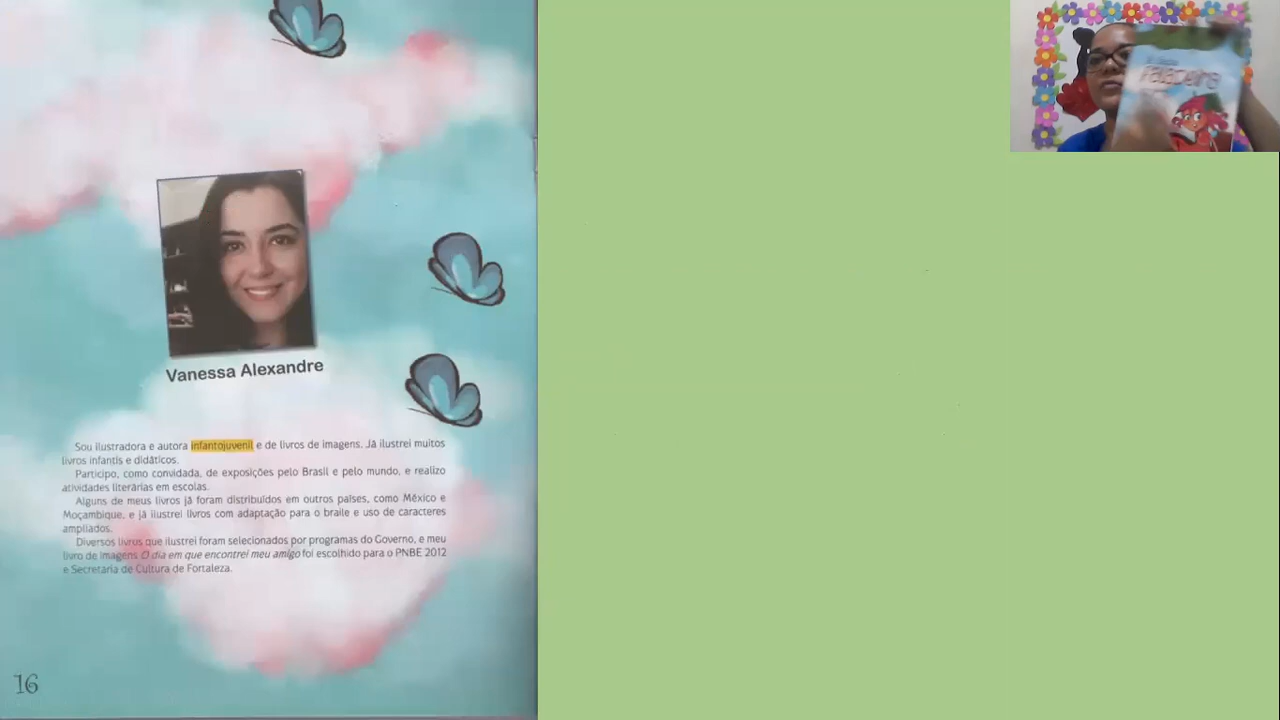 Vanessa Alexandre
Sou ilustradora e autora infantojuvenil e de livros de imagens. Já ilustrei muitos
livros infantis e didáticos.
Participo, como convidada, de exposições pelo Brasil e pelo mundo, e realizo
atividades literárias em escolas.
Alguns de meus livros já foram distribuídos em outros países, como México e
Moçambique, e já ilustrei livros com adaptação para o braile e uso de caracteres
ampliados.
Diversos livros que ilustrei foram selecionados por programas do Governo, e meu
livro de imagens O dia em que encontrei meu amigo foi escolhido para o PNBE 2012
e Secretaria de Cultura de Fortaleza.
16